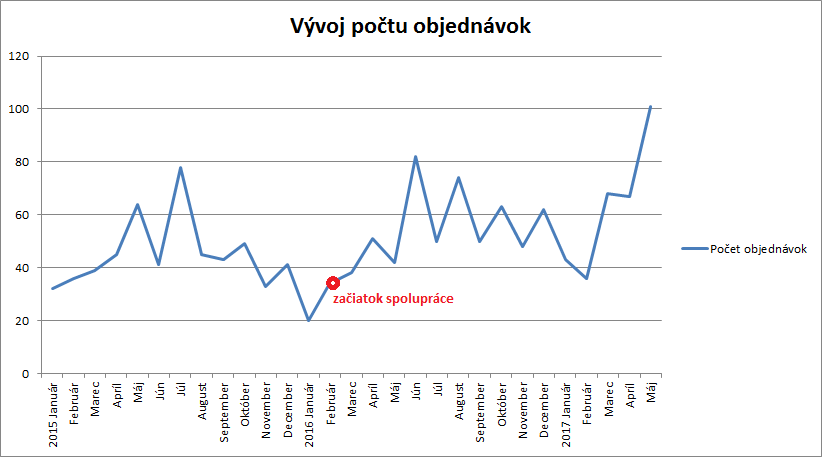 Vývoj počtu objednávok
120
100
80
60
40
20
0
začiatok spolupráce
Počet objednávok
2015 Január
Február
Marec
Apríl
Máj
Jún
Júl
August
September
Október
November
December
2016 Január
Február
Marec
Apríl
Máj
Jún
Júl
August
September
Október
November
December
2017 Január
Február
Marec
Apríl
Máj